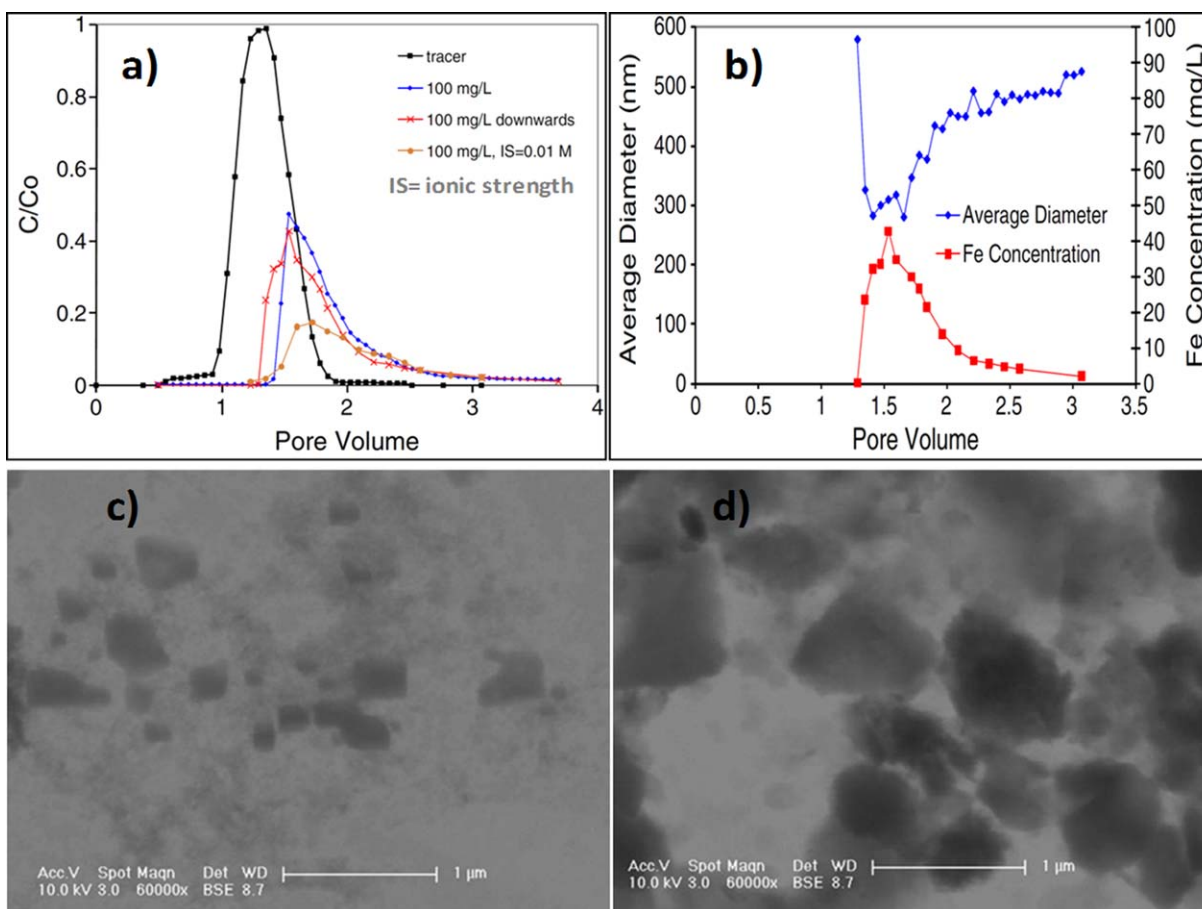 a)
1
0.8
0.6
0.4
0.2
0
C/Co
tracer
100 mg/L
100 mg/L downwards
100 mg/L, IS=0.01 M
IS= ionic strength
0 1 2 3 4
Pore Volume
b)
600
500
400
300
200
100
0
Average Diameter (nm)
100
90
80
70
60
50
40
30
20
10
0
Fe Concentration (mg/L)
Average Diameter
Fe Concentration
0 0.5 1 1.5 2 2.5 3 3.5
Pore Volume
c)
Acc.V Spot Magn Det WD
10.0 kV 3.0 60000x BSE 8.7
1 µm
d)
Acc.V Spot Magn Det WD
10.0 kV 3.0 60000x BSE 8.7
1 µm